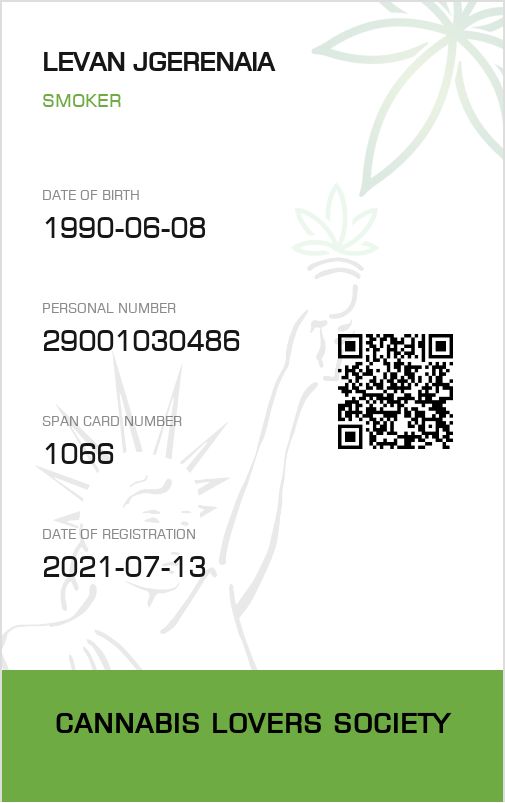 LEVAN JGERENAIA
SMOKER
DATE OF BIRTH
1990-06-08
PERSONAL NUMBER
29001030486
SPAN CARD NUMBER
1066
DATE OF REGISTRATION
2021-07-13
CANNABIS LOVERS SOCIETY